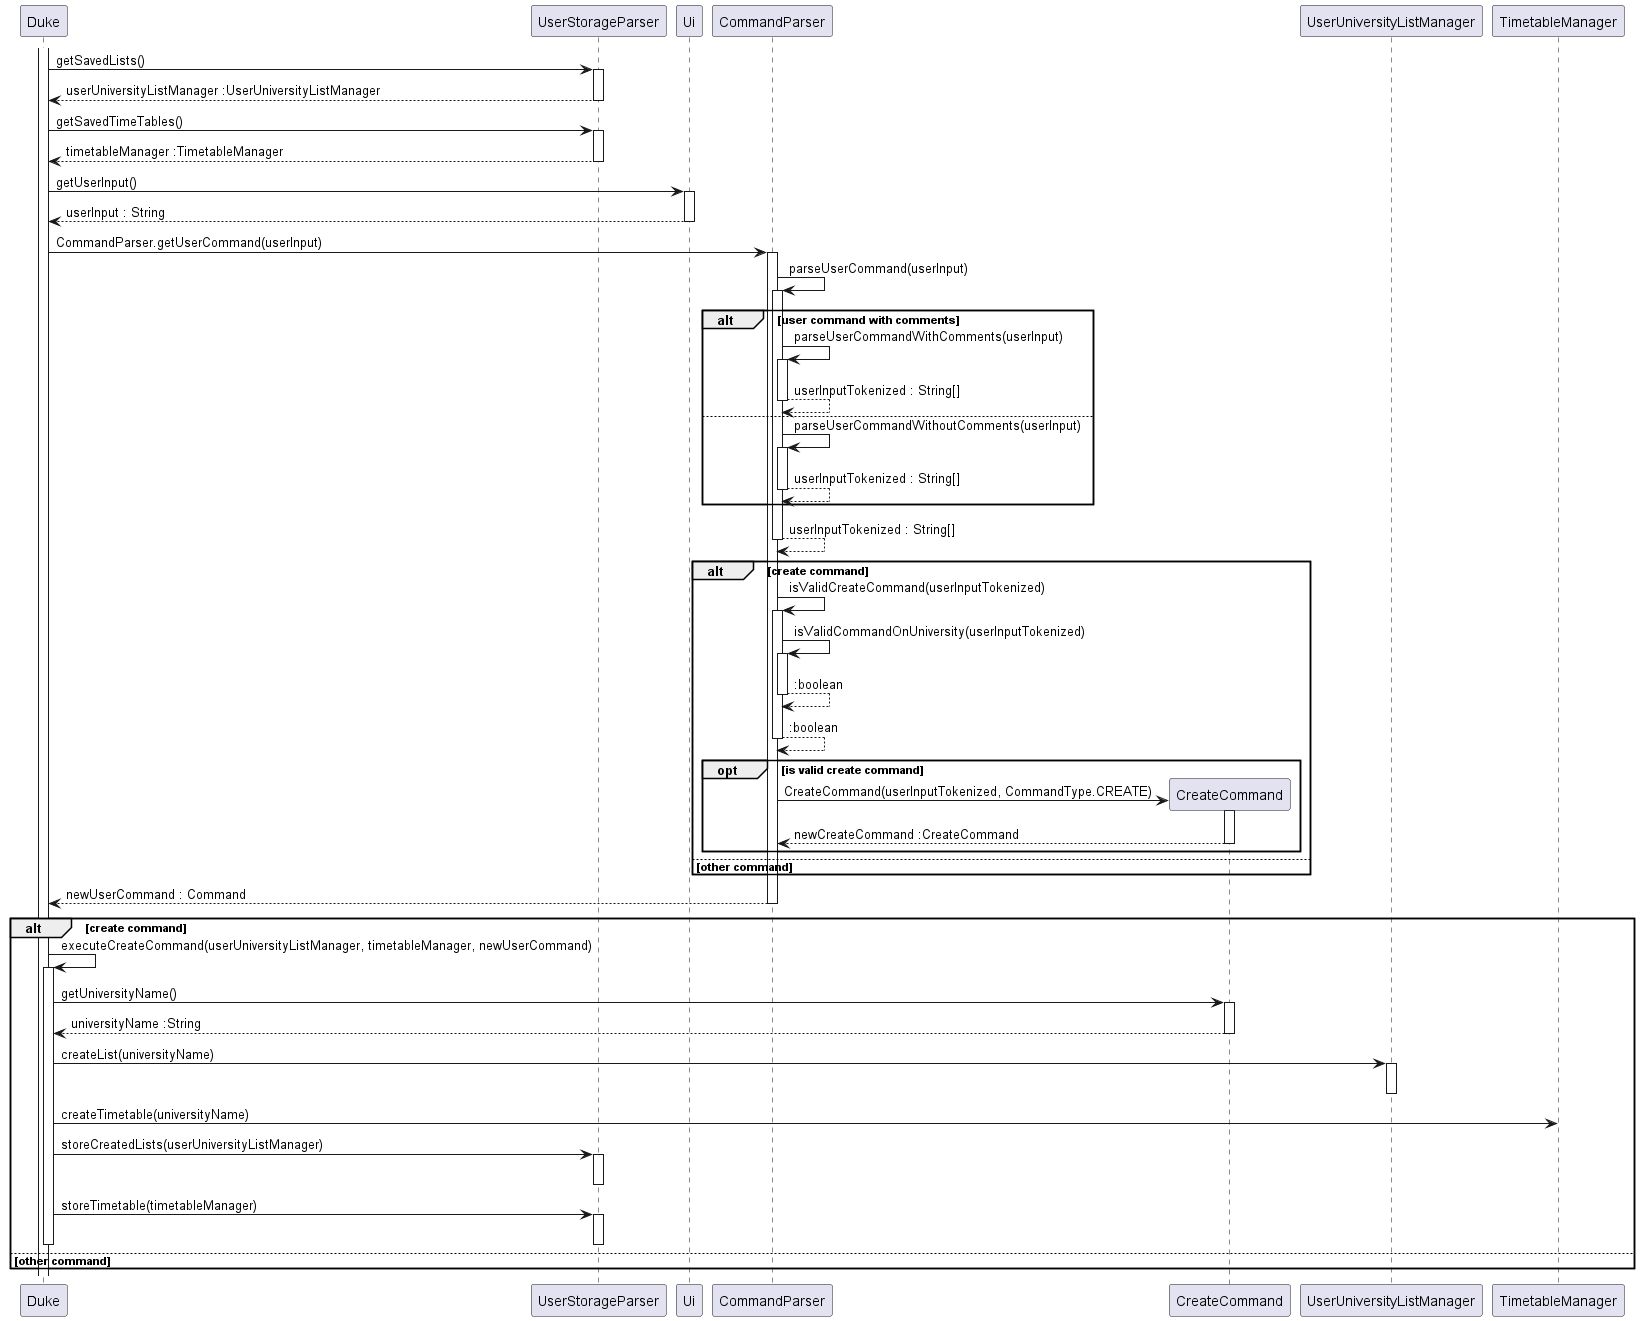 Duke
UserStorageParser
Ui
CommandParser
UserUniversityListManager
TimetableManager
getSavedLists()
userUniversityListManager :UserUniversityListManager
getSavedTimeTables()
timetableManager :TimetableManager
getUserInput()
userInput : String
CommandParser.getUserCommand(userInput)
parseUserCommand(userInput)
alt [user command with comments]
parseUserCommandWithComments(userInput)
userInputTokenized : String[]
parseUserCommandWithoutComments(userInput)
userInputTokenized : String[]
userInputTokenized : String[]
alt [create command]
isValidCreateCommand(userInputTokenized)
isValidCommandOnUniversity(userInputTokenized)
:boolean
:boolean
opt [is valid create command]
CreateCommand(userInputTokenized, CommandType.CREATE)
CreateCommand
newCreateCommand :CreateCommand
[other command]
newUserCommand : Command
alt [create command]
executeCreateCommand(userUniversityListManager, timetableManager, newUserCommand)
getUniversityName()
universityName :String
createList(universityName)
createTimetable(universityName)
storeCreatedLists(userUniversityListManager)
storeTimetable(timetableManager)
[other command]
Duke
UserStorageParser
Ui
CommandParser
CreateCommand
UserUniversityListManager
TimetableManager